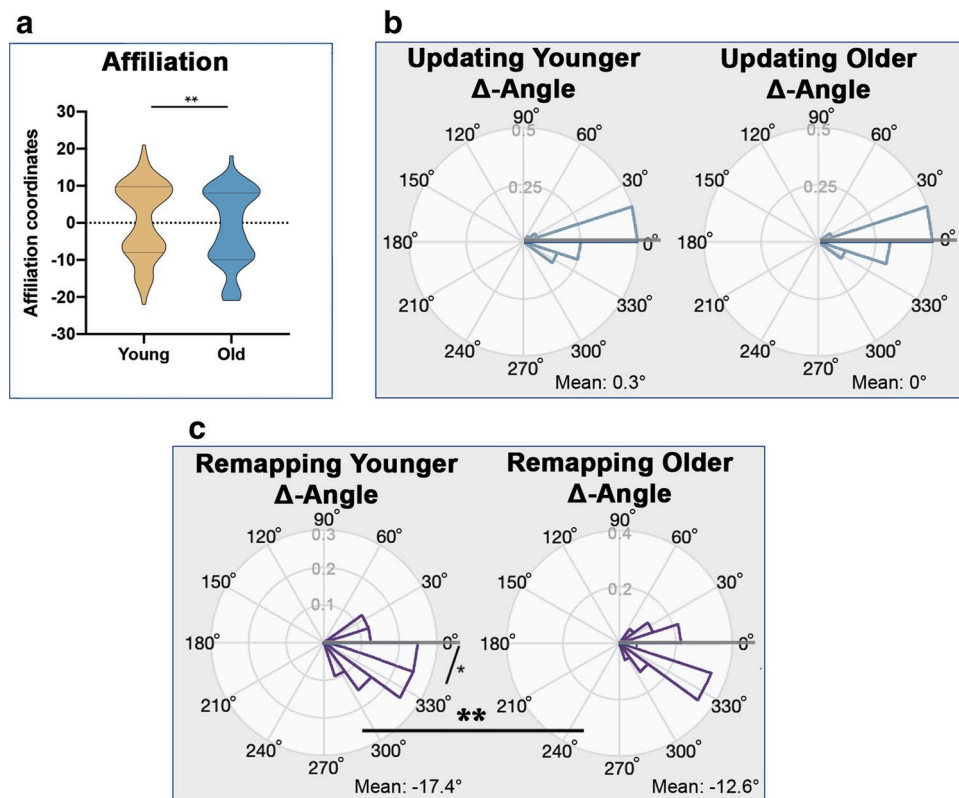 a
Affiliation
**
Affiliation coordinates
30
20
10
0
-10
-20
-30
Young Old
b
Updating Younger
Δ-Angle
90°
0.5
120° 60°
0.25
150° 30°
180° 0°
210° 330°
240° 300°
270°
Mean: 0.3°
Updating Older
Δ-Angle
90°
0.5
120° 60°
0.25
150° 30°
180° 0°
210° 330°
240° 300°
270°
Mean: 0°
c
Remapping Younger
Δ-Angle
90°
0.3
120° 60°
0.2
150° 30°
0.1
180° 0°
*
210° 330°
240° 300°
270°
Mean: -17.4°
**
Remapping Older
Δ-Angle
90°
0.4
120° 60°
0.2
150° 30°
180° 0°
210° 330°
240° 300°
270°
Mean: -12.6°